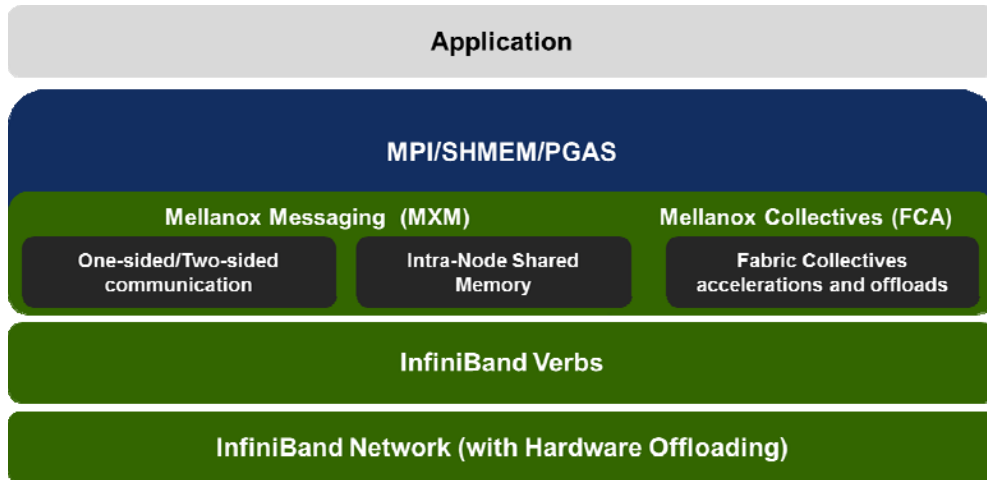 Application
MPI/SHMEM/PGAS
Mellanox Messaging (MXM)
Mellanox Collectives (FCA)
One-sided/Two-sided
communication
Intra-Node Shared
Memory
Fabric Collectives
accelerations and offloads
InfiniBand Verbs
InfiniBand Network (with Hardware Offloading)